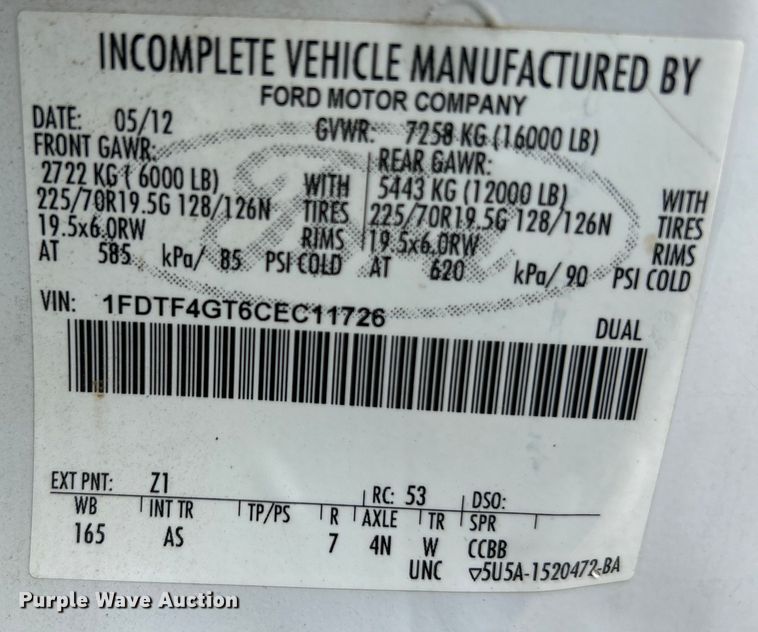 INCOMPLETE VEHICLE MANUFACTURED BY
FORD MOTOR COMPANY
DATE: 05/12 GVWR: 7258 KG (16000 LB)
FRONT GAWR: REAR GAWR:
2722 KG ( 6000 LB) WITH 5443 KG (12000 LB) WITH
225/70R19.5G 128/126N TIRES 225/70R19.5G 128/126N TIRES
19.5x6.0RW RIMS 19.5x6.0RW RIMS
AT 585 kPa/ 85 PSI COLD AT 620 kPa/ 90 PSI COLD
VIN: 1FDTF4GT6CEC11726
DUAL
EXT PNT: Z1 RC: 53 DSO:
WB INT TR TP/PS R AXLE TR SPR
165 AS 7 4N W CCBB
UNC ▽5U5A-1520472-BA
Purple Wave Auction